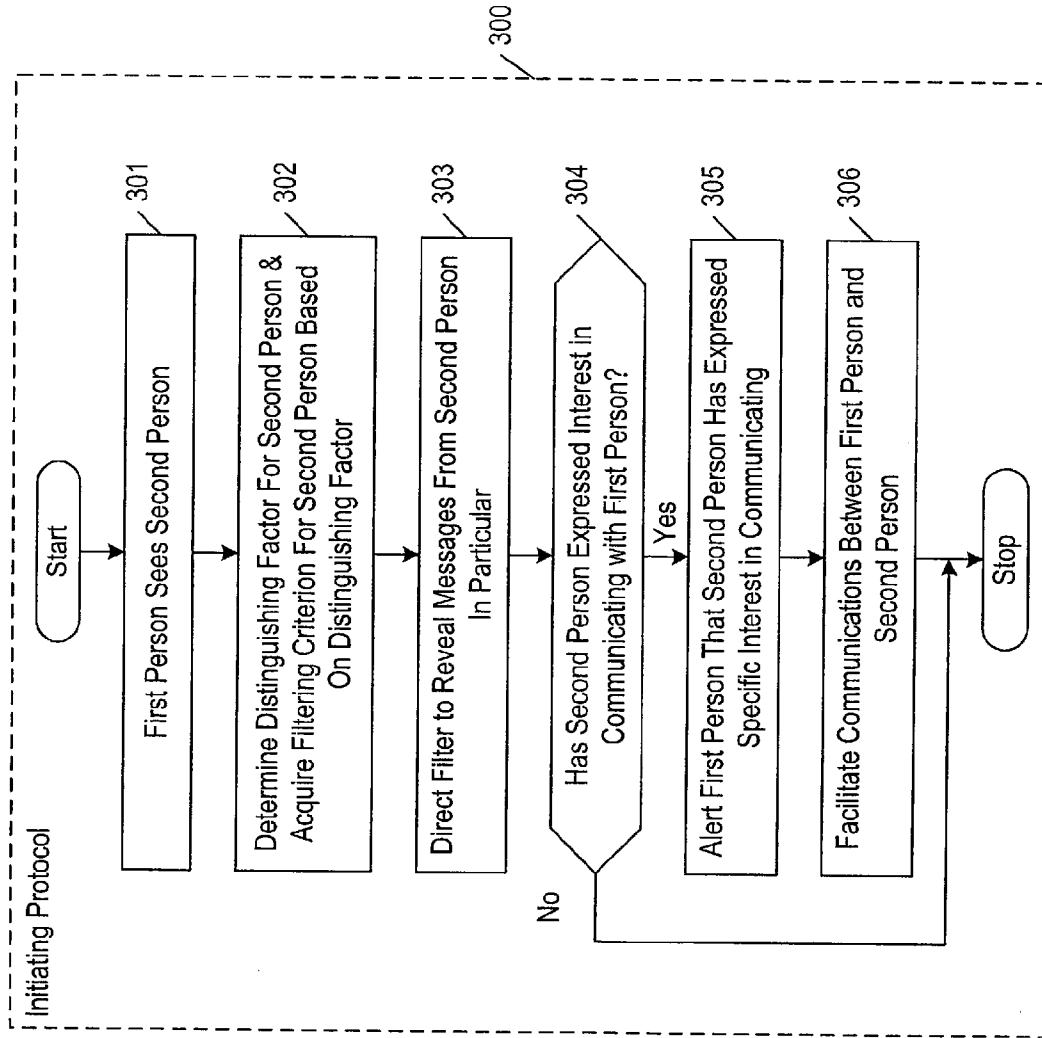 Initiating Protocol
300
Start
301
First Person Sees Second Person
302
Determine Distinguishing Factor For Second Person &
Acquire Filtering Criterion For Second Person Based
On Distinguishing Factor
303
Direct Filter to Reveal Messages From Second Person
In Particular
304
Has Second Person Expressed Interest in
Communicating with First Person?
No
Yes
305
Alert First Person That Second Person Has Expressed
Specific Interest in Communicating
306
Facilitate Communications Between First Person and
Second Person
Stop